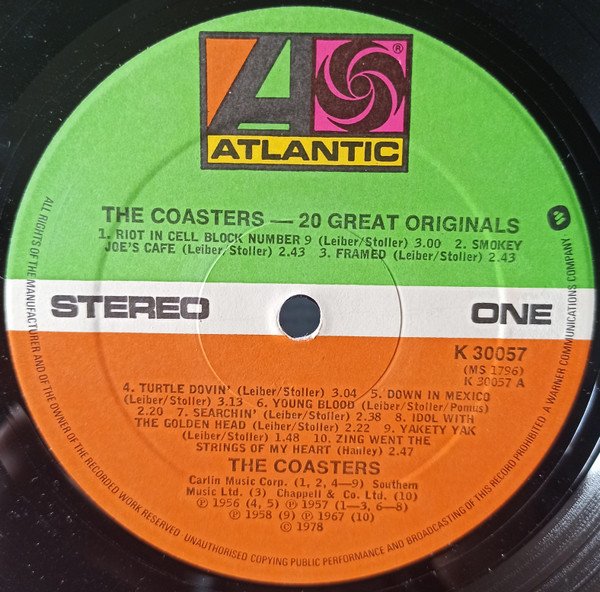 ATLANTIC
®
THE COASTERS — 20 GREAT ORIGINALS
1. RIOT IN CELL BLOCK NUMBER 9 (Leiber/Stoller) 3.00 2. SMOKEY
JOE'S CAFE (Leiber/Stoller) 2.43 3. FRAMED (Leiber/Stoller) 2.43
STEREO
ONE
K 30057
(MS 1796)
K 30057 A
4. TURTLE DOVIN' (Leiber/Stoller) 3.04 5. DOWN IN MEXICO
(Leiber/Stoller) 3.13 6. YOUNG BLOOD (Leiber/Stoller/Pomus)
2.20 7. SEARCHIN' (Leiber/Stoller) 2.38 8. IDOL WITH
THE GOLDEN HEAD (Leiber/Stoller) 2.22 9. YAKETY YAK
(Leiber/Stoller) 1.48 10. ZING WENT THE
STRINGS OF MY HEART (Hanley) 2.47
THE COASTERS
Carlin Music Corp. (1, 2, 4—9) Southern
Music Ltd. (3) Chappell & Co. Ltd. (10)
℗ 1956 (4, 5) ℗ 1957 (1—3, 6—8)
℗ 1958 (9) ℗ 1967 (10)
© 1978
ALL RIGHTS OF THE MANUFACTURER AND OF THE OWNER OF THE RECORDED WORK RESERVED UNAUTHORISED COPYING PUBLIC PERFORMANCE AND BROADCASTING OF THIS RECORD PROHIBITED A WARNER COMMUNICATIONS COMPANY